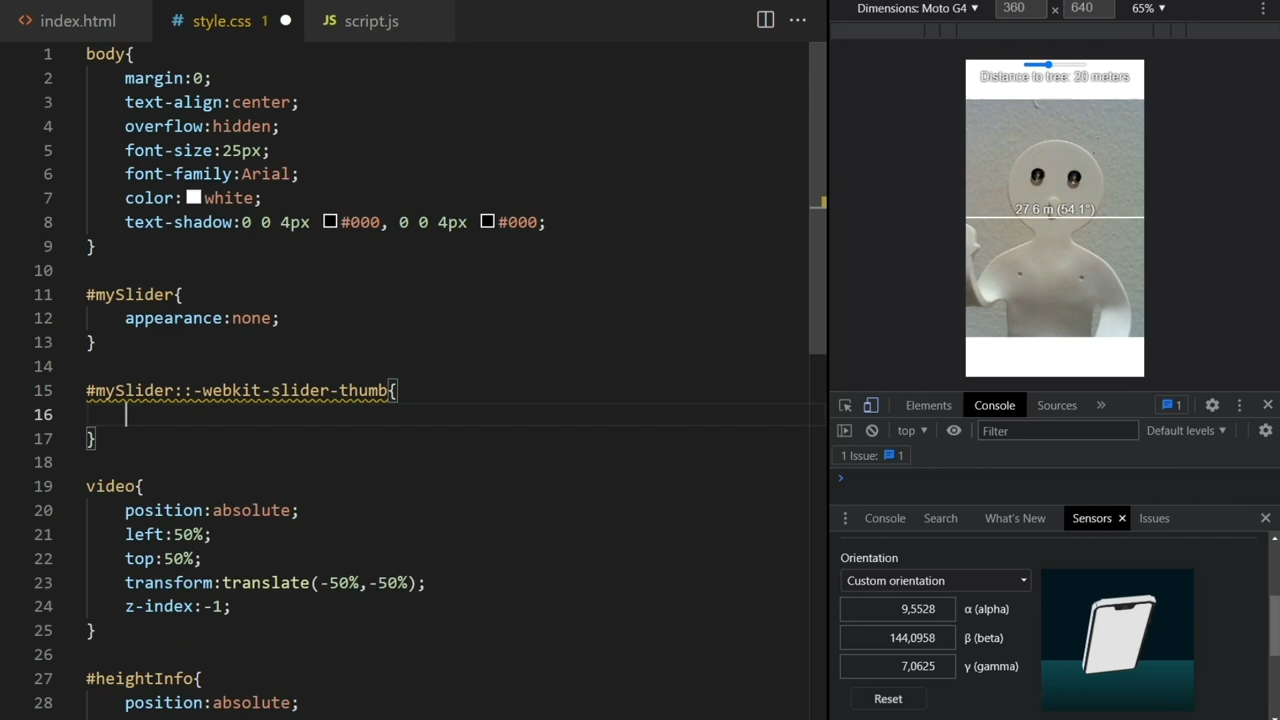 <> index.html
# style.css 1
JS script.js
1 body{
2 margin:0;
3 text-align:center;
4 overflow:hidden;
5 font-size:25px;
6 font-family:Arial;
7 color:white;
8 text-shadow:0 0 4px #000, 0 0 4px #000;
9 }
10
11 #mySlider{
12 appearance:none;
13 }
14
15 #mySlider::-webkit-slider-thumb{
16
17 }
18
19 video{
20 position:absolute;
21 left:50%;
22 top:50%;
23 transform:translate(-50%,-50%);
24 z-index:-1;
25 }
26
27 #heightInfo{
28 position:absolute;
Dimensions: Moto G4 ▼ 360 × 640 65% ▼
Distance to tree: 20 meters
27.6 m (54.1°)
Elements Console Sources » 1
top ▼ Filter Default levels ▼
1 Issue: 1
>
Console Search What's New Sensors × Issues
Orientation
Custom orientation
9,5528 α (alpha)
144,0958 β (beta)
7,0625 γ (gamma)
Reset